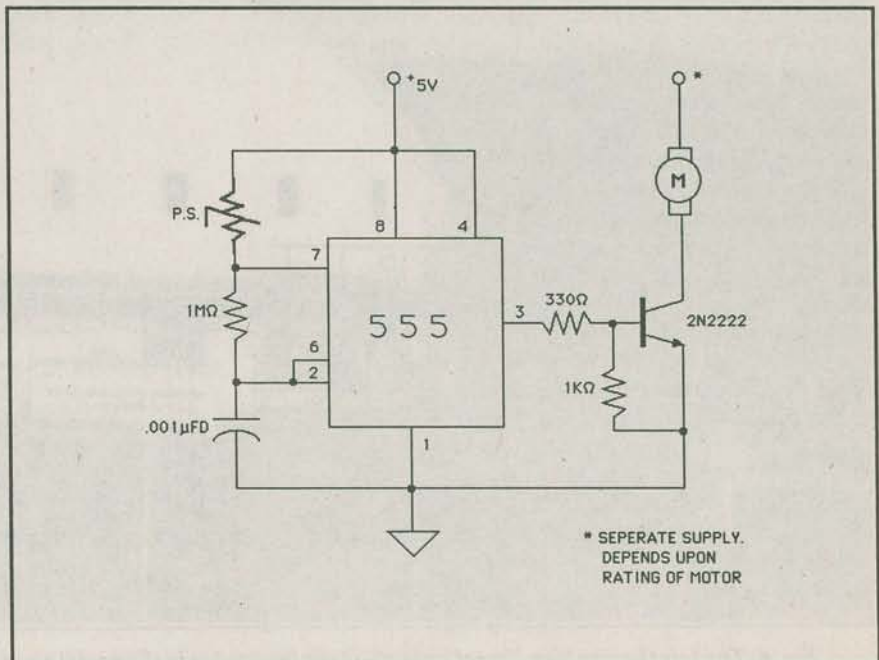 +5V
*
M
P.S.
8
4
7
1MΩ
555
3
330Ω
2N2222
6
2
1KΩ
.001µFD
1
* SEPERATE SUPPLY.
DEPENDS UPON
RATING OF MOTOR